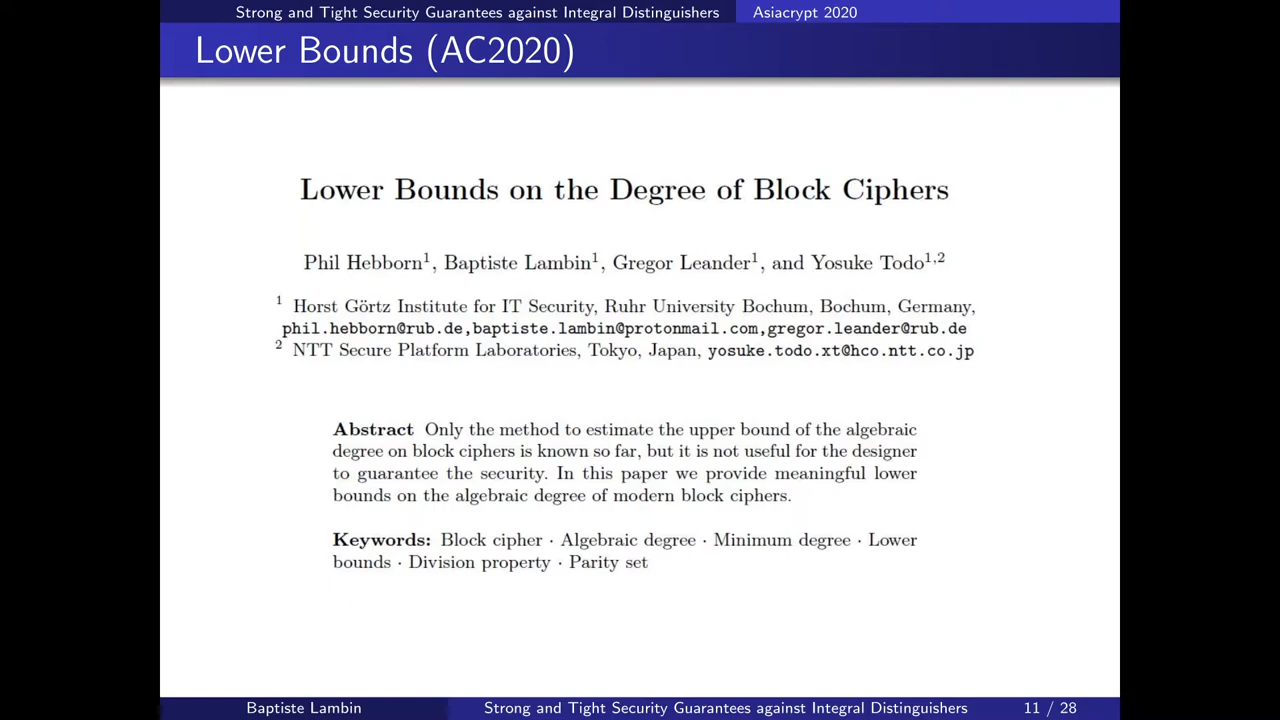 Strong and Tight Security Guarantees against Integral Distinguishers Asiacrypt 2020
Lower Bounds (AC2020)
Lower Bounds on the Degree of Block Ciphers
Phil Hebborn1, Baptiste Lambin1, Gregor Leander1, and Yosuke Todo1,2
1 Horst Görtz Institute for IT Security, Ruhr University Bochum, Bochum, Germany,
phil.hebborn@rub.de,baptiste.lambin@protonmail.com,gregor.leander@rub.de
2 NTT Secure Platform Laboratories, Tokyo, Japan, yosuke.todo.xt@hco.ntt.co.jp
Abstract Only the method to estimate the upper bound of the algebraic
degree on block ciphers is known so far, but it is not useful for the designer
to guarantee the security. In this paper we provide meaningful lower
bounds on the algebraic degree of modern block ciphers.
Keywords: Block cipher · Algebraic degree · Minimum degree · Lower
bounds · Division property · Parity set
Baptiste Lambin Strong and Tight Security Guarantees against Integral Distinguishers 11 / 28